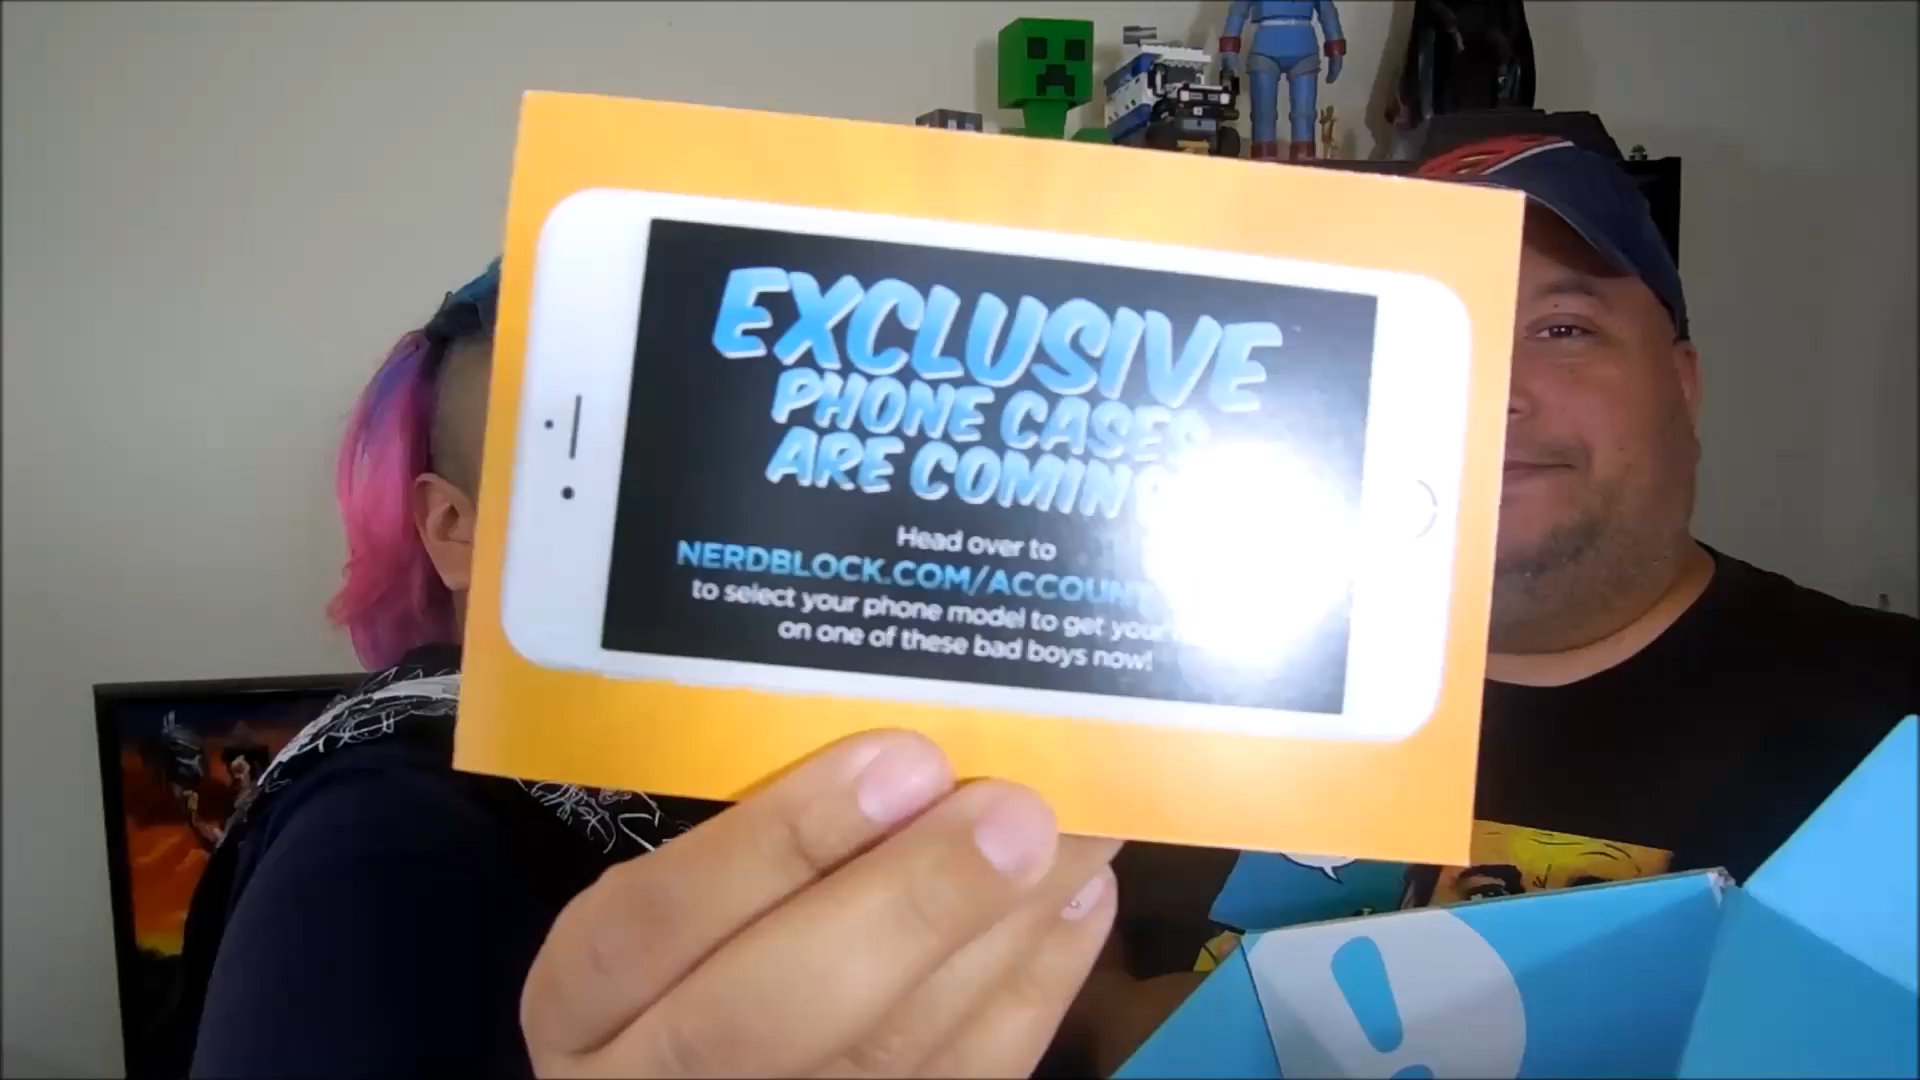 EXCLUSIVE
PHONE CASES
ARE COMING
Head over to
NERDBLOCK.COM/ACCOUNT
to select your phone model to get your
on one of these bad boys now!